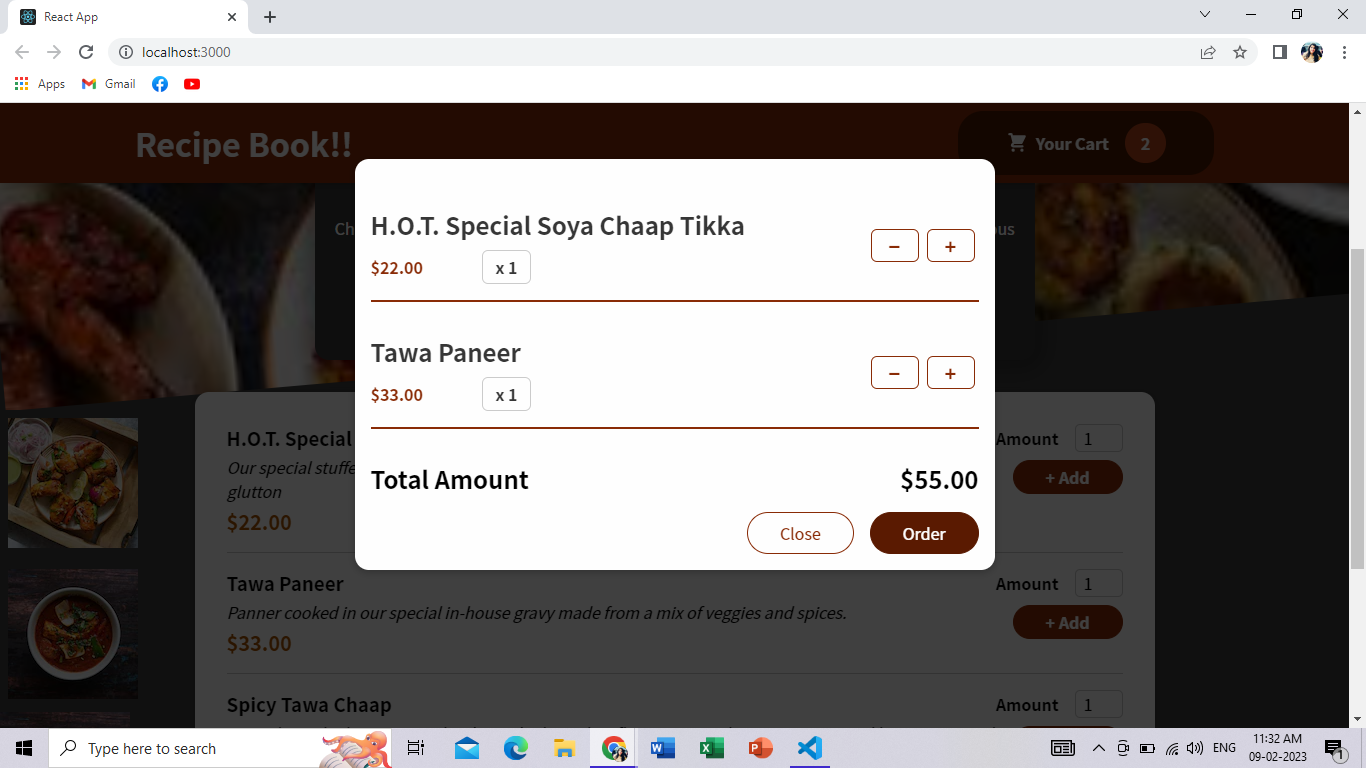 React App
localhost:3000
Apps Gmail
Recipe Book!!
Your Cart 2
Ch
ous
H.O.T. Special Soya Chaap Tikka
$22.00 x 1 − +
Tawa Paneer
$33.00 x 1 − +
Total Amount $55.00
Close Order
H.O.T. Special
Our special stuffe
glutton
$22.00
Amount 1
+ Add
Tawa Paneer
Panner cooked in our special in-house gravy made from a mix of veggies and spices.
$33.00
Amount 1
+ Add
Spicy Tawa Chaap
Amount 1
Type here to search
ENG
11:32 AM
09-02-2023
1